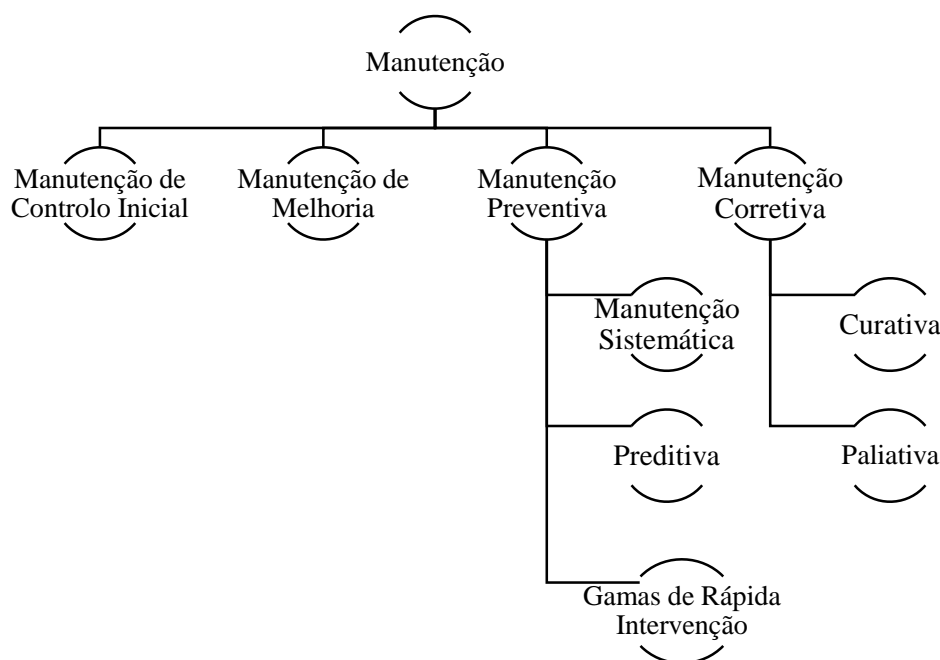 Manutenção
Manutenção de
Controlo Inicial
Manutenção de
Melhoria
Manutenção
Preventiva
Manutenção
Corretiva
Manutenção
Sistemática
Curativa
Preditiva
Paliativa
Gamas de Rápida
Intervenção